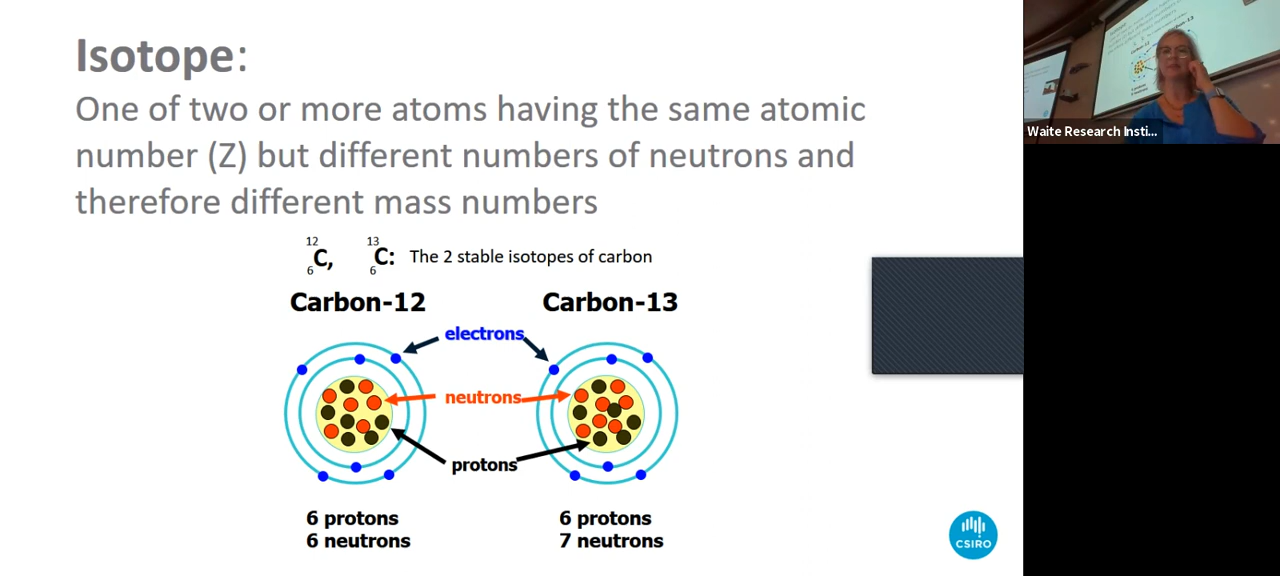 Isotope:
One of two or more atoms having the same atomic
number (Z) but different numbers of neutrons and
therefore different mass numbers
12
6
C,
13
6
C: The 2 stable isotopes of carbon
Carbon-12
Carbon-13
electrons
neutrons
protons
6 protons
6 neutrons
6 protons
7 neutrons
CSIRO
Waite Research Insti...